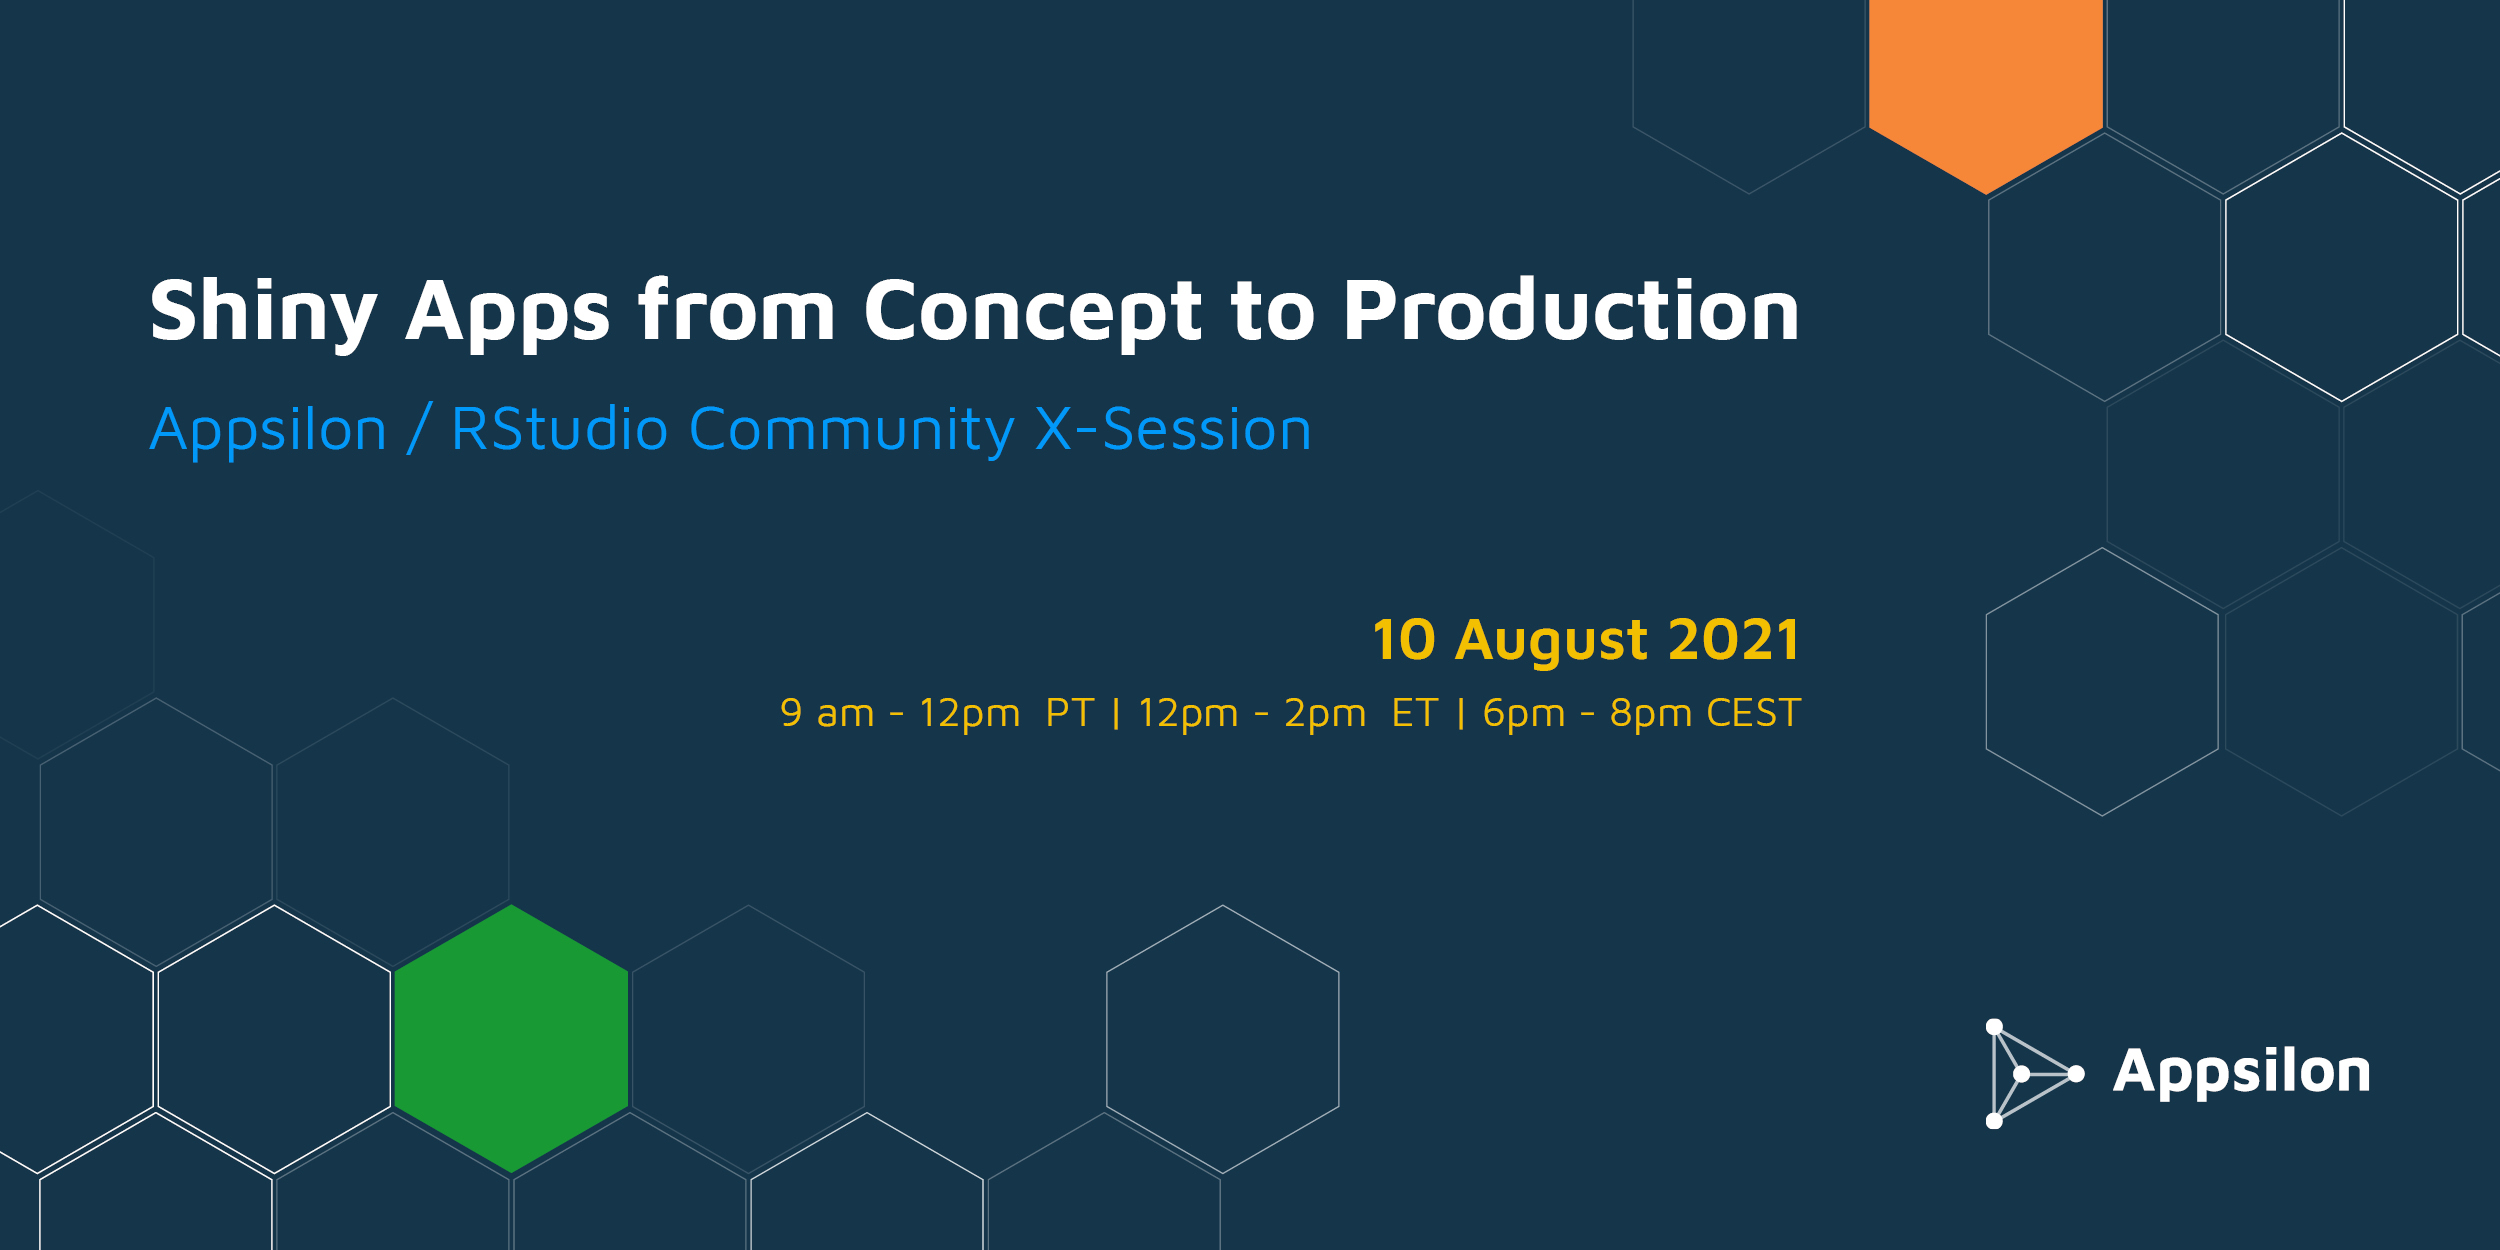 Shiny Apps from Concept to Production
Appsilon / RStudio Community X-Session
10 August 2021
9 am - 12pm PT | 12pm - 2pm ET | 6pm - 8pm CEST
Appsilon